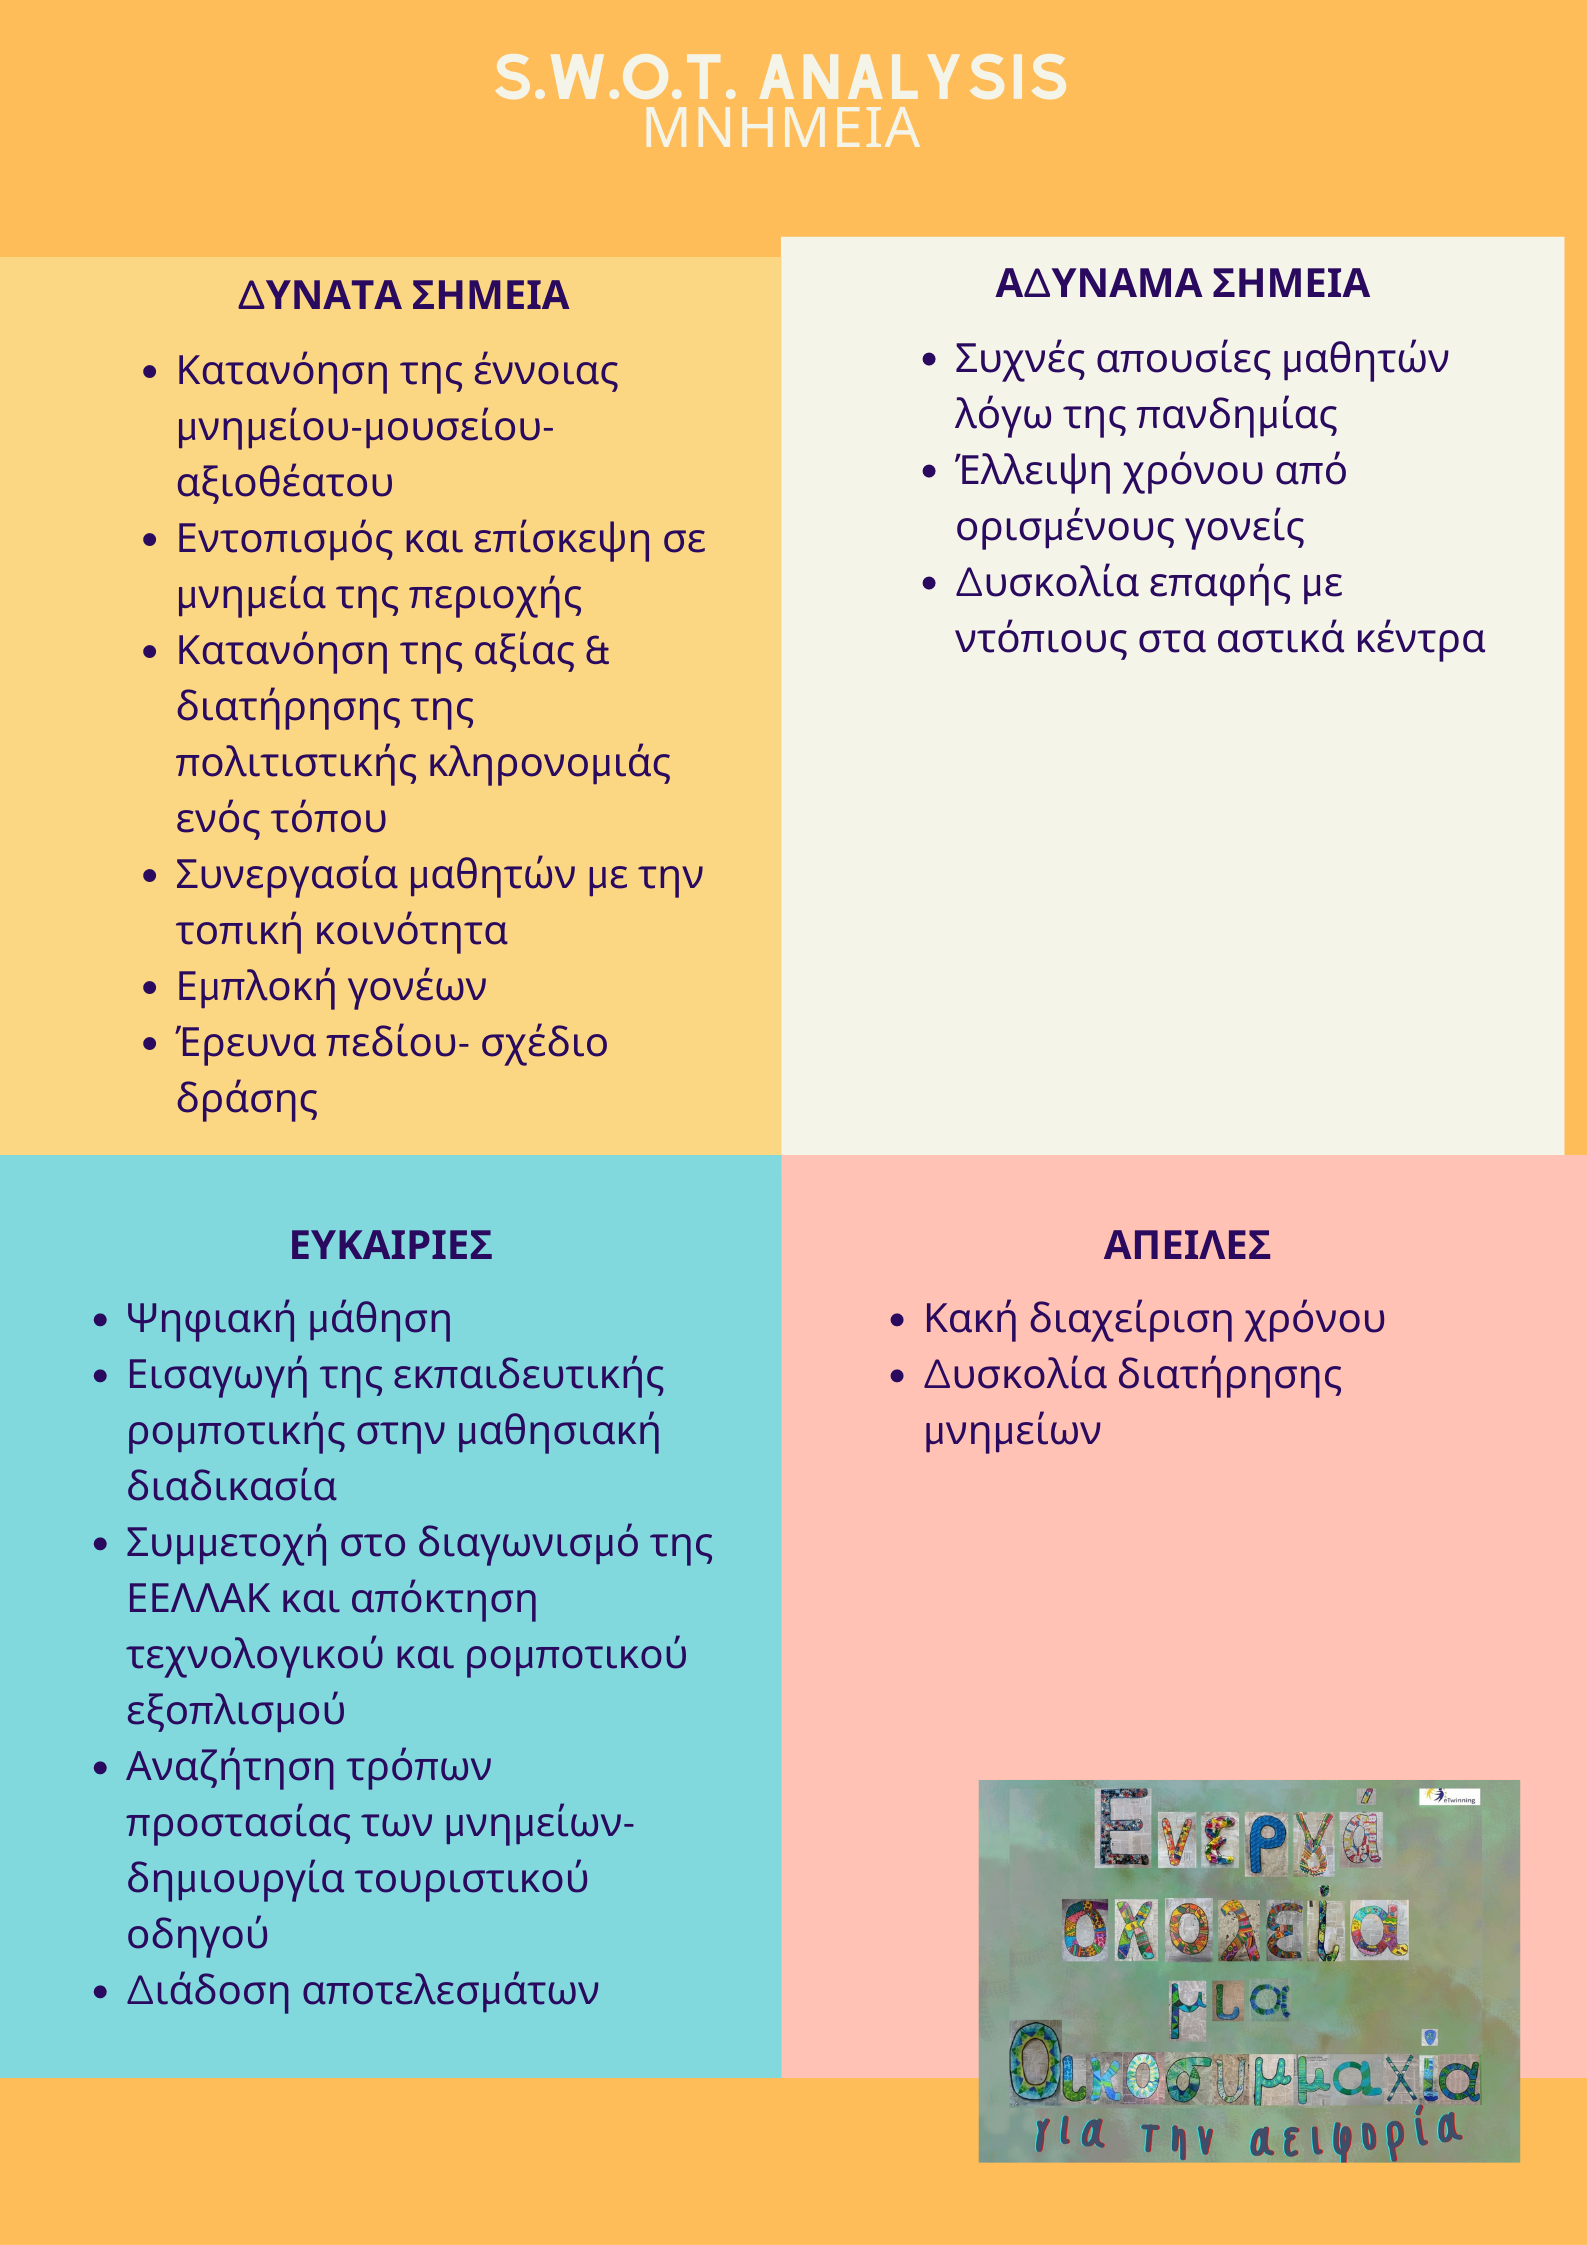 S.W.O.T. ANALYSIS
ΜΝΗΜΕΙΑ
ΔΥΝΑΤΑ ΣΗΜΕΙΑ
• Κατανόηση της έννοιας
μνημείου-μουσείου-
αξιοθέατου
• Εντοπισμός και επίσκεψη σε
μνημεία της περιοχής
• Κατανόηση της αξίας &
διατήρησης της
πολιτιστικής κληρονομιάς
ενός τόπου
• Συνεργασία μαθητών με την
τοπική κοινότητα
• Εμπλοκή γονέων
• Έρευνα πεδίου- σχέδιο
δράσης
ΑΔΥΝΑΜΑ ΣΗΜΕΙΑ
• Συχνές απουσίες μαθητών
λόγω της πανδημίας
• Έλλειψη χρόνου από
ορισμένους γονείς
• Δυσκολία επαφής με
ντόπιους στα αστικά κέντρα
ΕΥΚΑΙΡΙΕΣ
• Ψηφιακή μάθηση
• Εισαγωγή της εκπαιδευτικής
ρομποτικής στην μαθησιακή
διαδικασία
• Συμμετοχή στο διαγωνισμό της
ΕΕΛΛΑΚ και απόκτηση
τεχνολογικού και ρομποτικού
εξοπλισμού
• Αναζήτηση τρόπων
προστασίας των μνημείων-
δημιουργία τουριστικού
οδηγού
• Διάδοση αποτελεσμάτων
ΑΠΕΙΛΕΣ
• Κακή διαχείριση χρόνου
• Δυσκολία διατήρησης
μνημείων
eTwinning
Ενεργά
σχολεία
μια
Οικοσυμμαχία
για την αειφορία